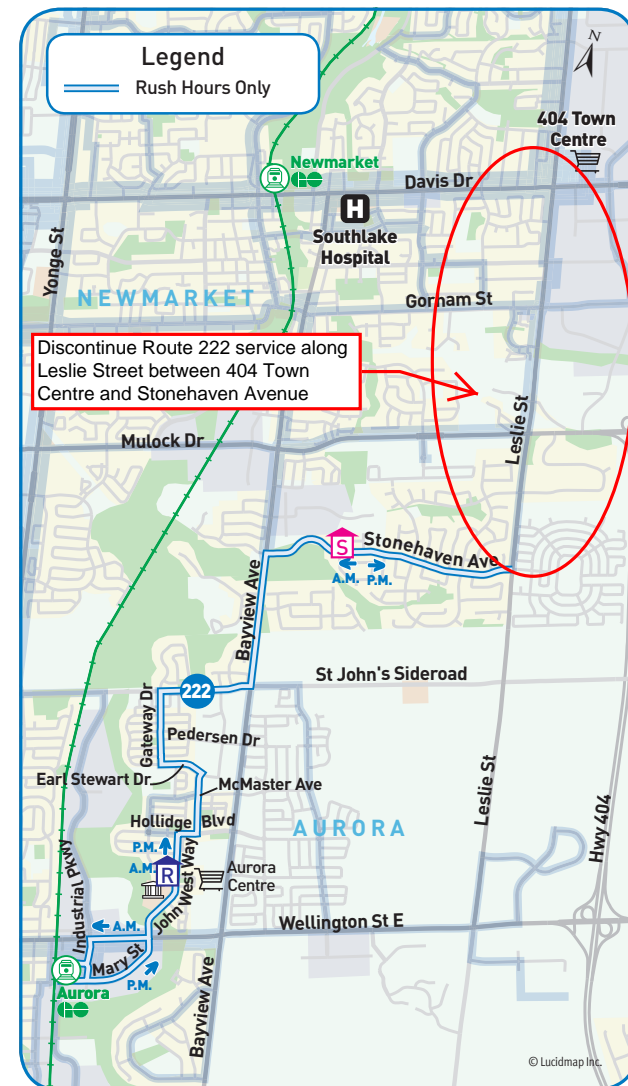 Legend
Rush Hours Only
N
404 Town
Centre
Newmarket
GO
Davis Dr
H
Southlake
Hospital
Yonge St
NEWMARKET
Gorham St
Discontinue Route 222 service along
Leslie Street between 404 Town
Centre and Stonehaven Avenue
Leslie St
Mulock Dr
S
Stonehaven Ave
A.M.
P.M.
Bayview Ave
St John's Sideroad
222
Gateway Dr
Pedersen Dr
Earl Stewart Dr
McMaster Ave
Leslie St
Hwy 404
Hollidge Blvd
AURORA
P.M.
A.M.
R
Aurora
Centre
John West Way
Industrial Pkwy
A.M.
Wellington St E
Mary St
P.M.
Aurora
GO
Bayview Ave
© Lucidmap Inc.